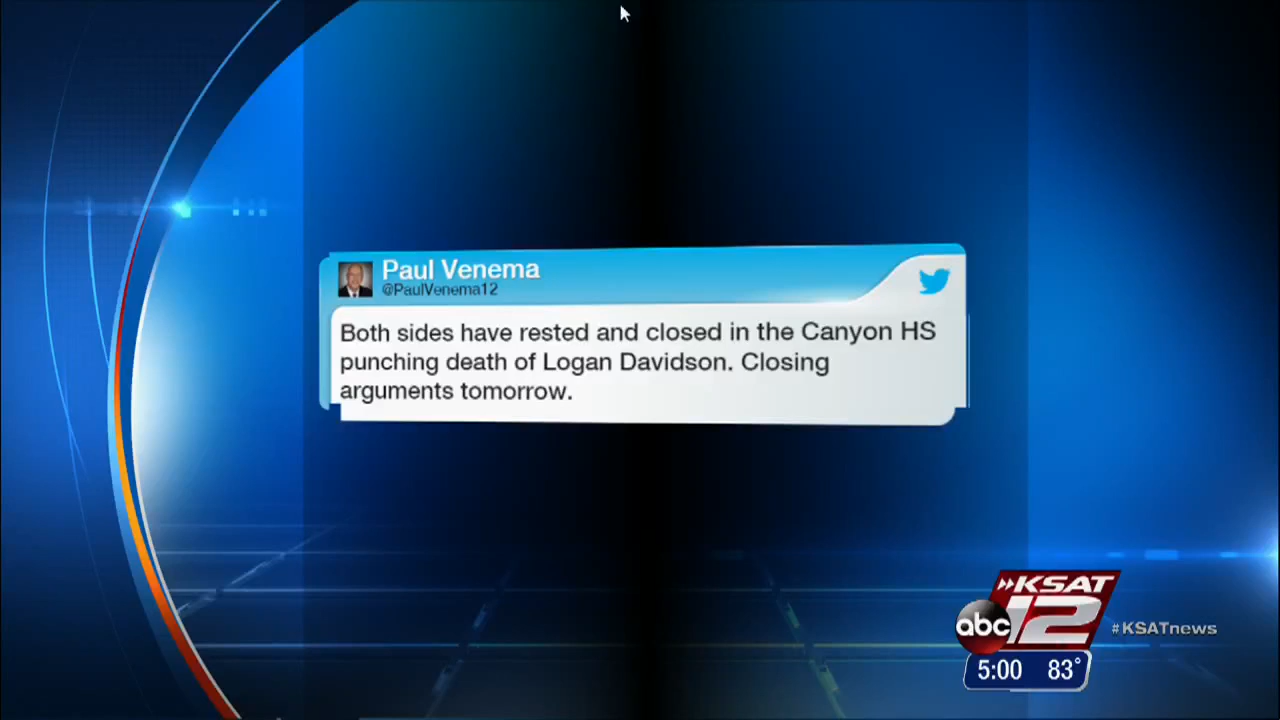 Paul Venema
@PaulVenema12
Both sides have rested and closed in the Canyon HS
punching death of Logan Davidson. Closing
arguments tomorrow.
KSAT
abc 12
#KSATnews
5:00 83°